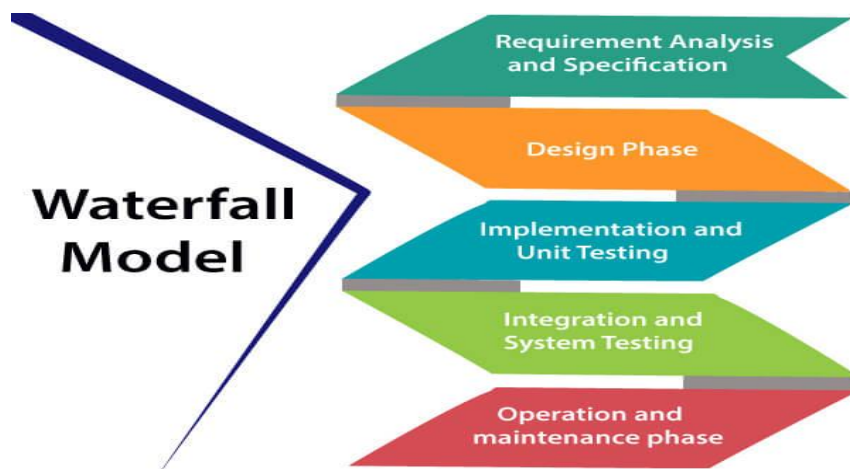 Waterfall
Model
Requirement Analysis
and Specification
Design Phase
Implementation and
Unit Testing
Integration and
System Testing
Operation and
maintenance phase